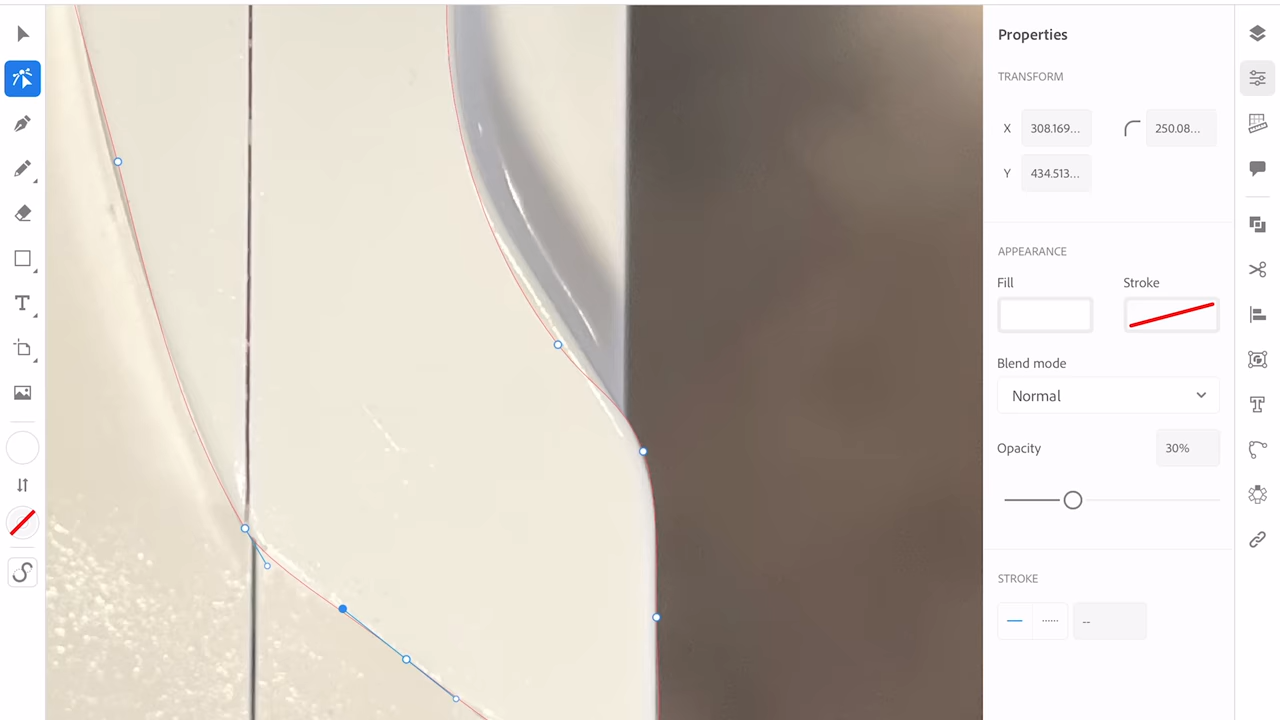 Properties
TRANSFORM
X 308.169... 250.08...
Y 434.513...
APPEARANCE
Fill Stroke
Blend mode
Normal
Opacity 30%
STROKE
--